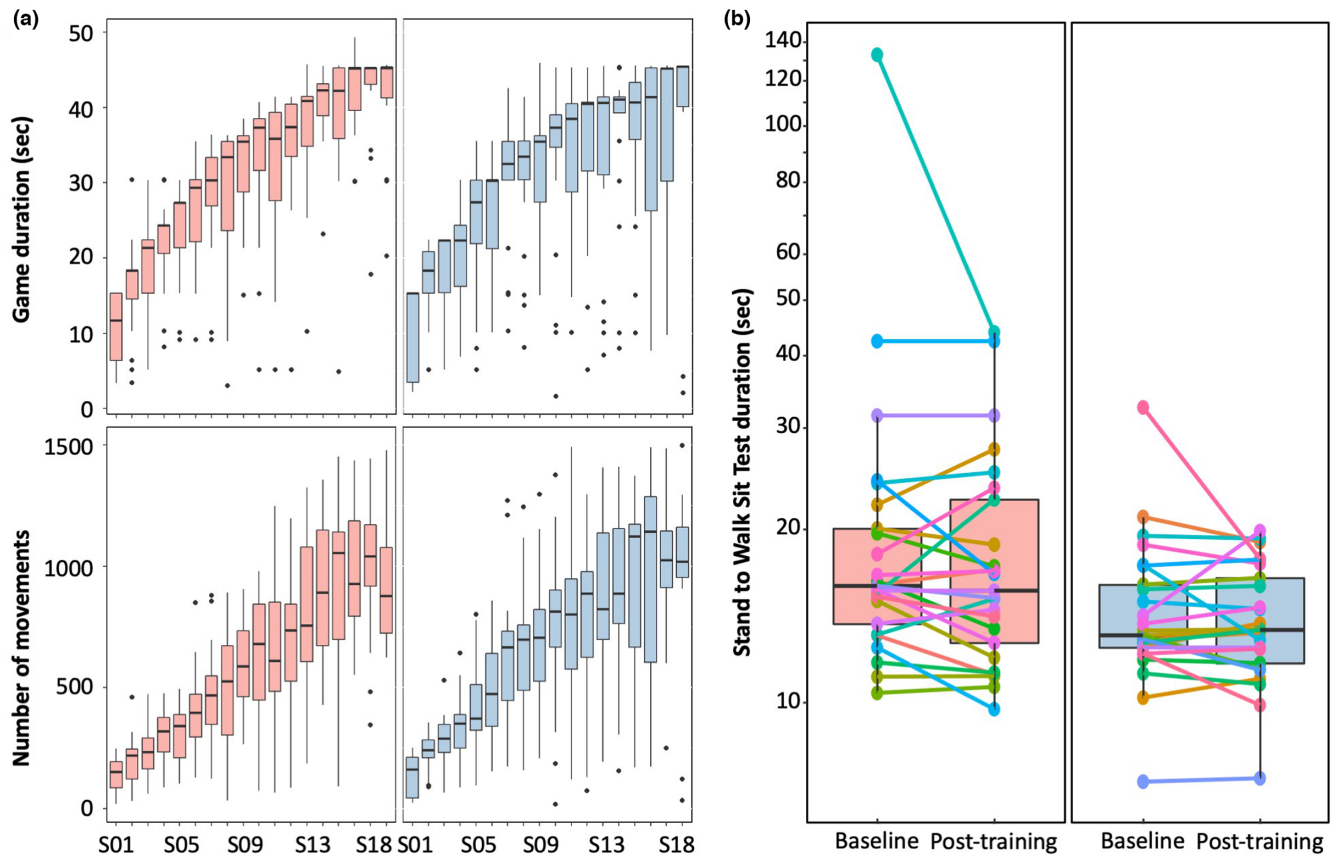 (a)
Game duration (sec)
50
40
30
20
10
0
Number of movements
1500
1000
500
0
S01 S05 S09 S13 S18 S01 S05 S09 S13 S18
(b)
Stand to Walk Sit Test duration (sec)
140
120
100
80
60
50
40
30
20
10
Baseline Post-training Baseline Post-training